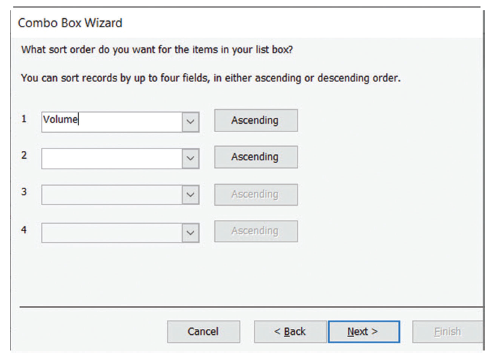 Combo Box Wizard
What sort order do you want for the items in your list box?
You can sort records by up to four fields, in either ascending or descending order.
1 Volume Ascending
2 Ascending
3 Ascending
4 Ascending
Cancel < Back Next > Finish